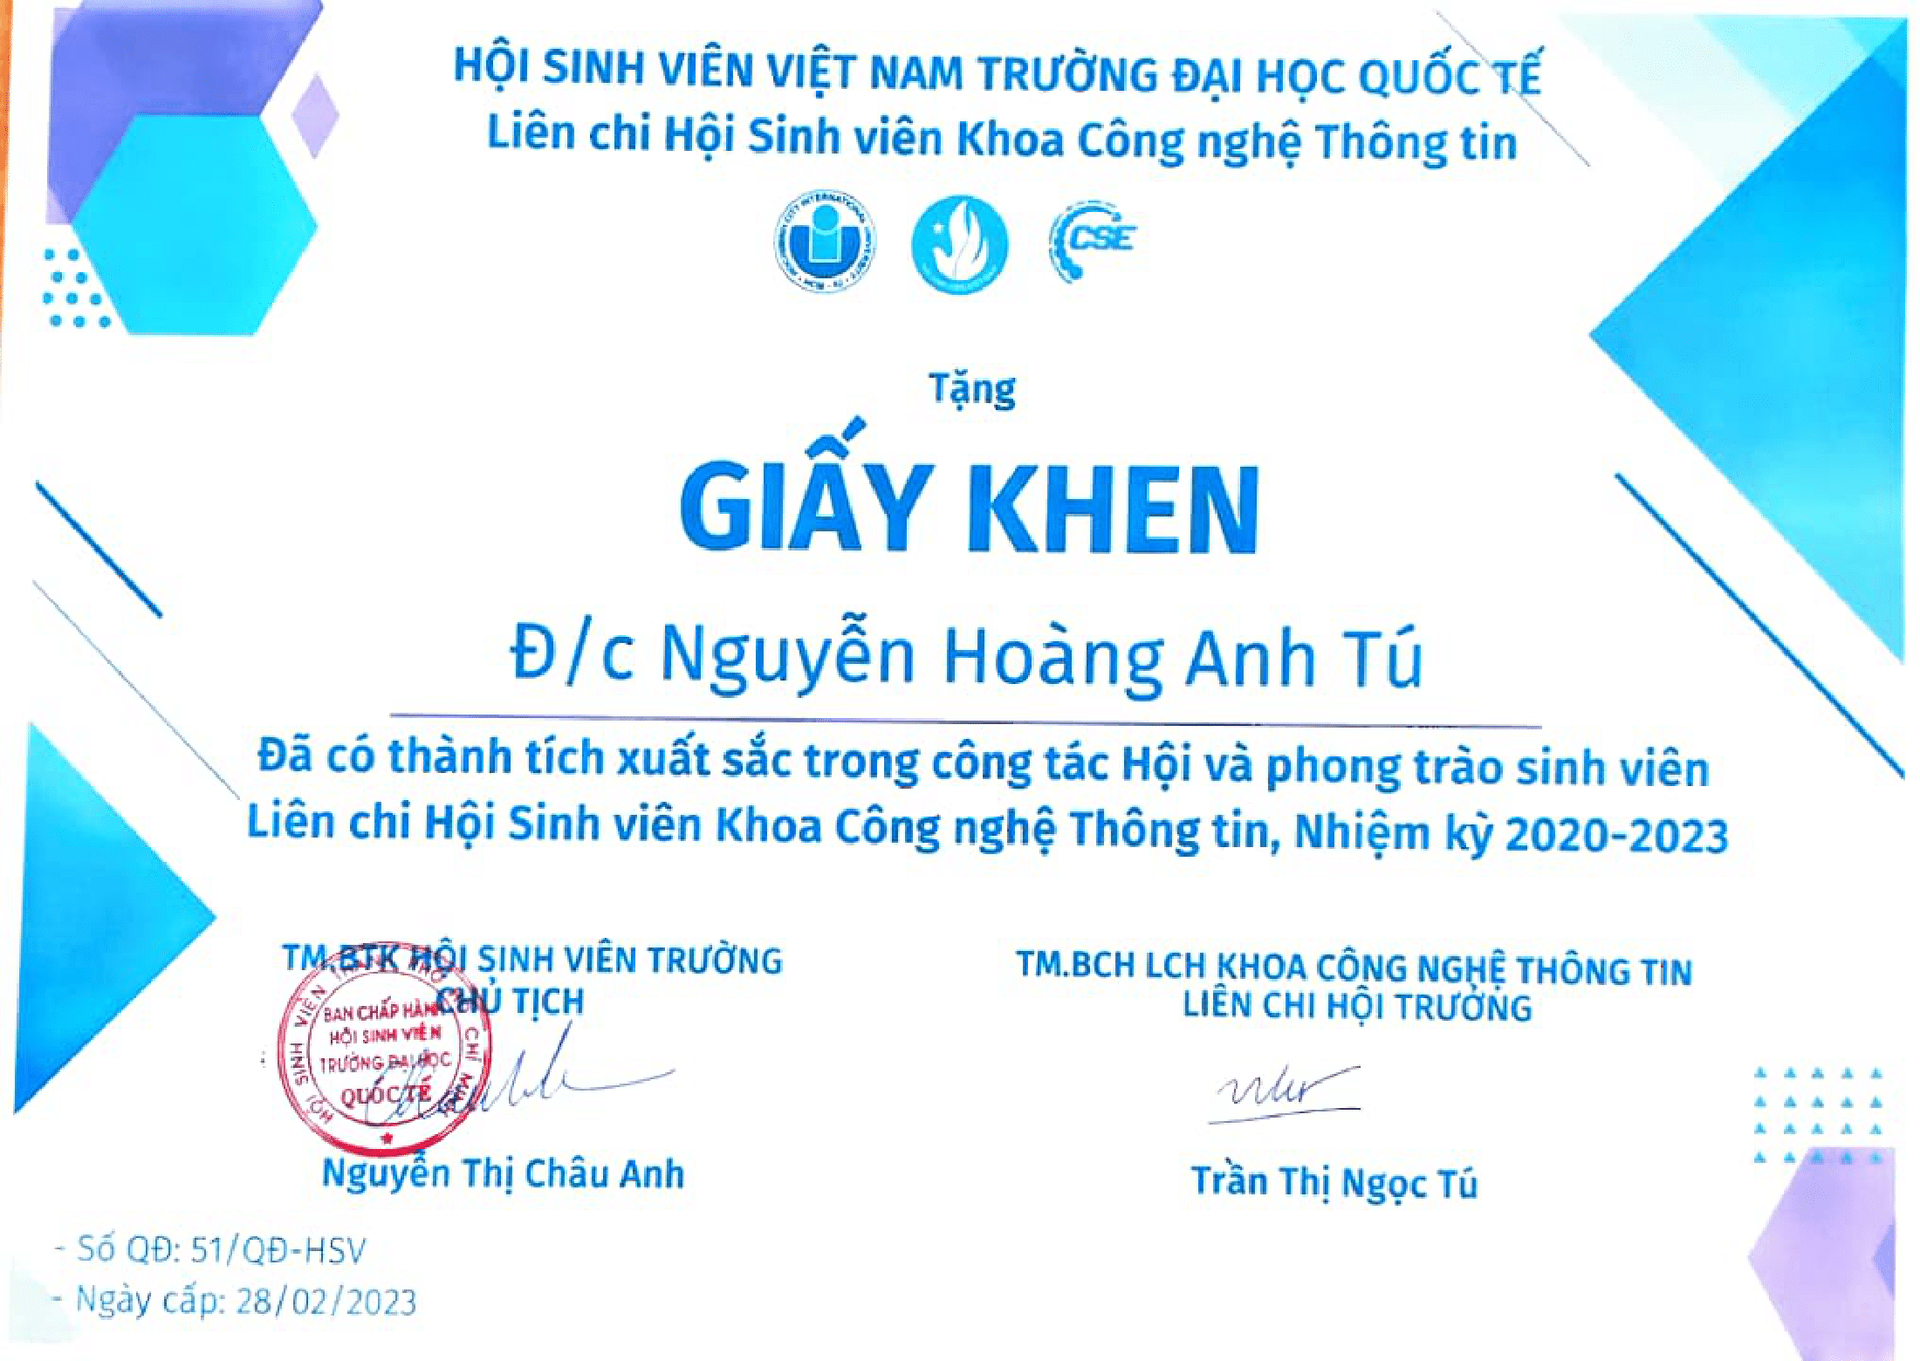 HỘI SINH VIÊN VIỆT NAM TRƯỜNG ĐẠI HỌC QUỐC TẾ
Liên chi Hội Sinh viên Khoa Công nghệ Thông tin
CSE
Tặng
GIẤY KHEN
Đ/c Nguyễn Hoàng Anh Tú
Đã có thành tích xuất sắc trong công tác Hội và phong trào sinh viên
Liên chi Hội Sinh viên Khoa Công nghệ Thông tin, Nhiệm kỳ 2020-2023
TM.BTK HỘI SINH VIÊN TRƯỜNG
CHỦ TỊCH
BAN CHẤP HÀNH
HỘI SINH VIÊN
TRƯỜNG ĐẠI HỌC
QUỐC TẾ
Nguyễn Thị Châu Anh
TM.BCH LCH KHOA CÔNG NGHỆ THÔNG TIN
LIÊN CHI HỘI TRƯỞNG
Trần Thị Ngọc Tú
- Số QĐ: 51/QĐ-HSV
- Ngày cấp: 28/02/2023